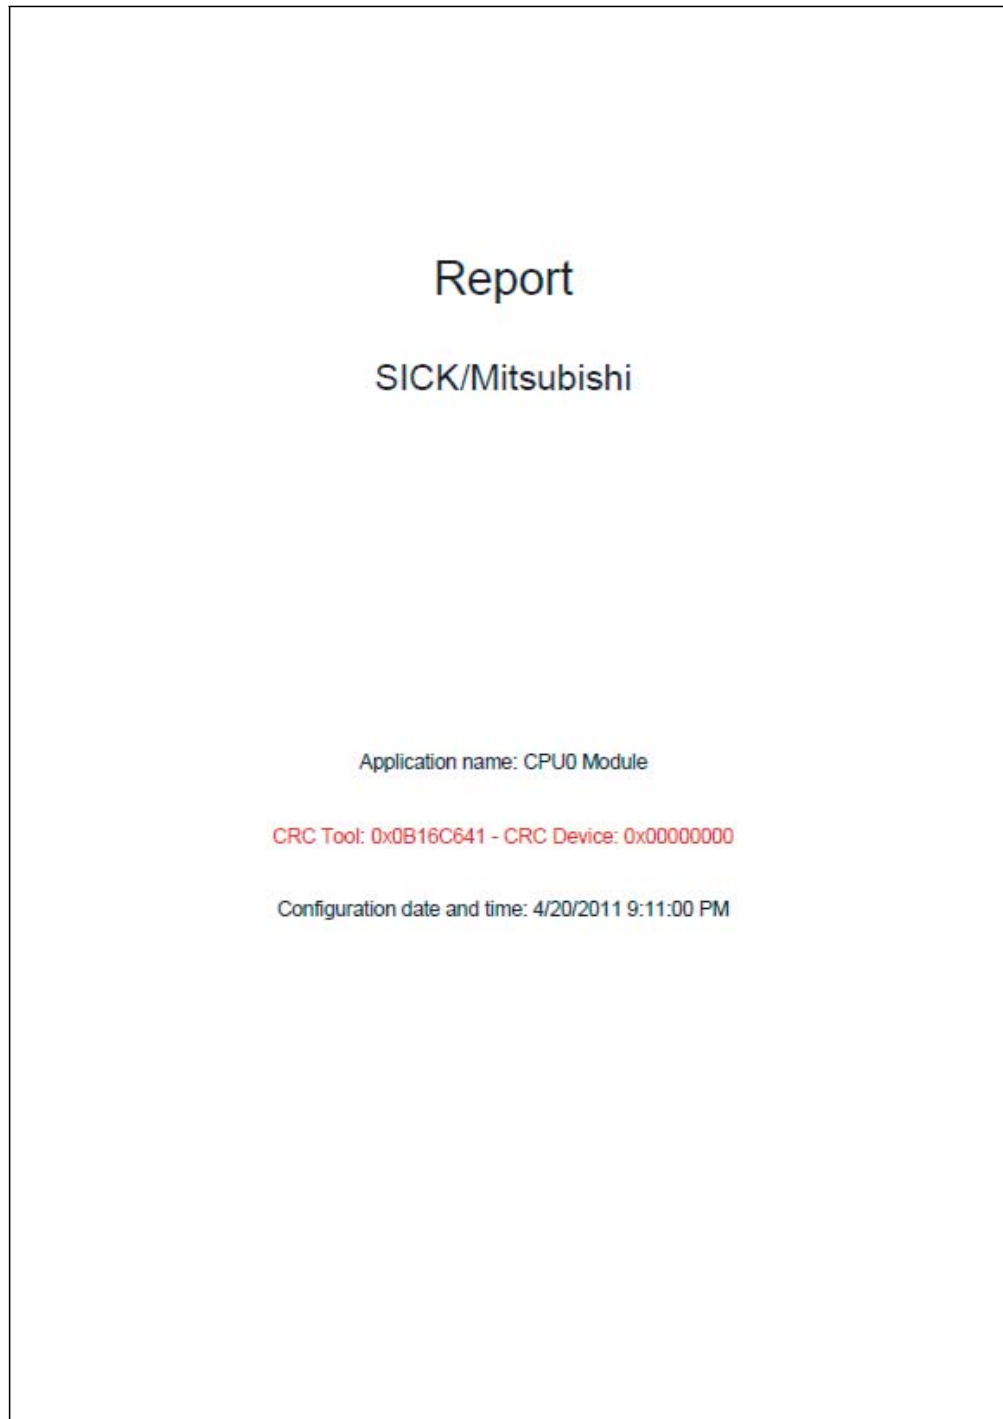 Report
SICK/Mitsubishi
Application name: CPU0 Module
CRC Tool: 0x0B16C641 - CRC Device: 0x00000000
Configuration date and time: 4/20/2011 9:11:00 PM